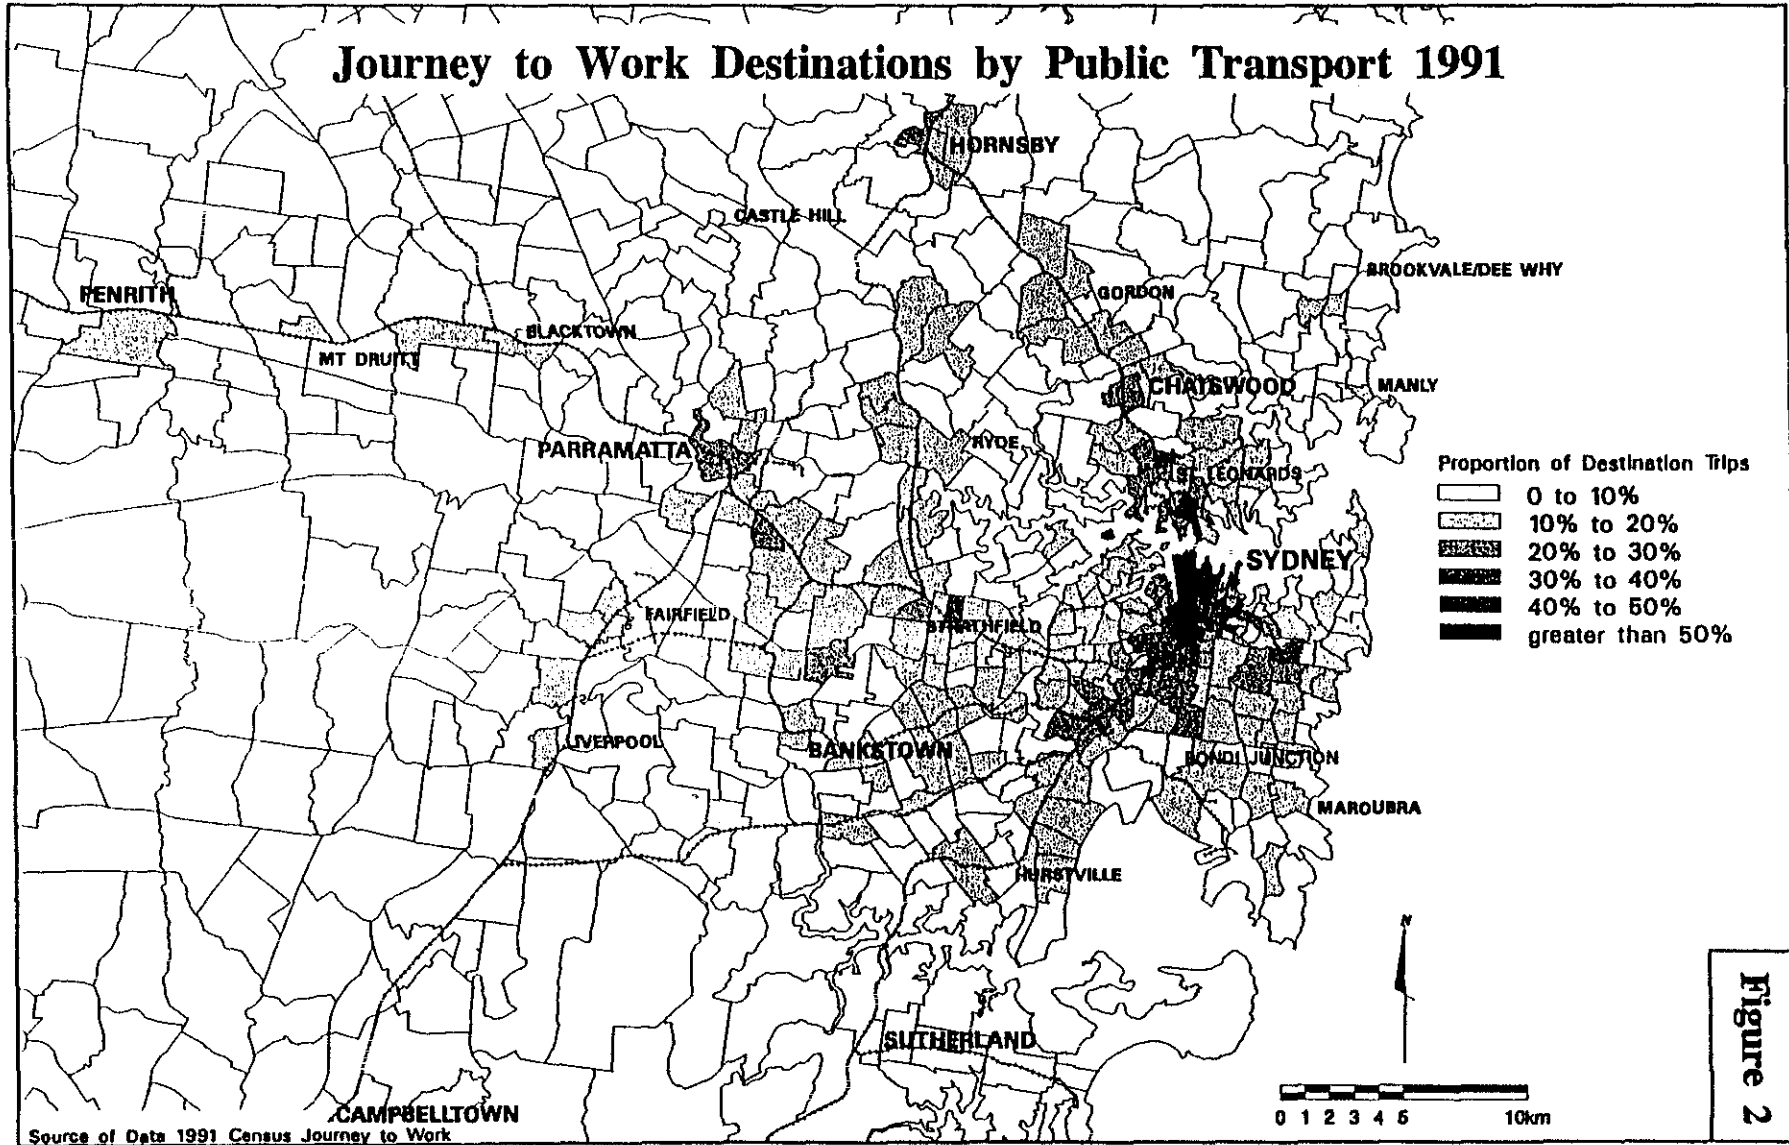 Journey to Work Destinations by Public Transport 1991
HORNSBY
CASTLE HILL
BROOKVALE/DEE WHY
PENRITH
GORDON
BLACKTOWN
MT DRUITT
CHATSWOOD
MANLY
PARRAMATTA
RYDE
ST LEONARDS
SYDNEY
FAIRFIELD
STRATHFIELD
LIVERPOOL
BANKSTOWN
BONDI JUNCTION
MAROUBRA
HURSTVILLE
SUTHERLAND
CAMPBELLTOWN
Proportion of Destination Trips
0 to 10%
10% to 20%
20% to 30%
30% to 40%
40% to 50%
greater than 50%
N
0 1 2 3 4 5 10km
Source of Data 1991 Census Journey to Work
Figure 2